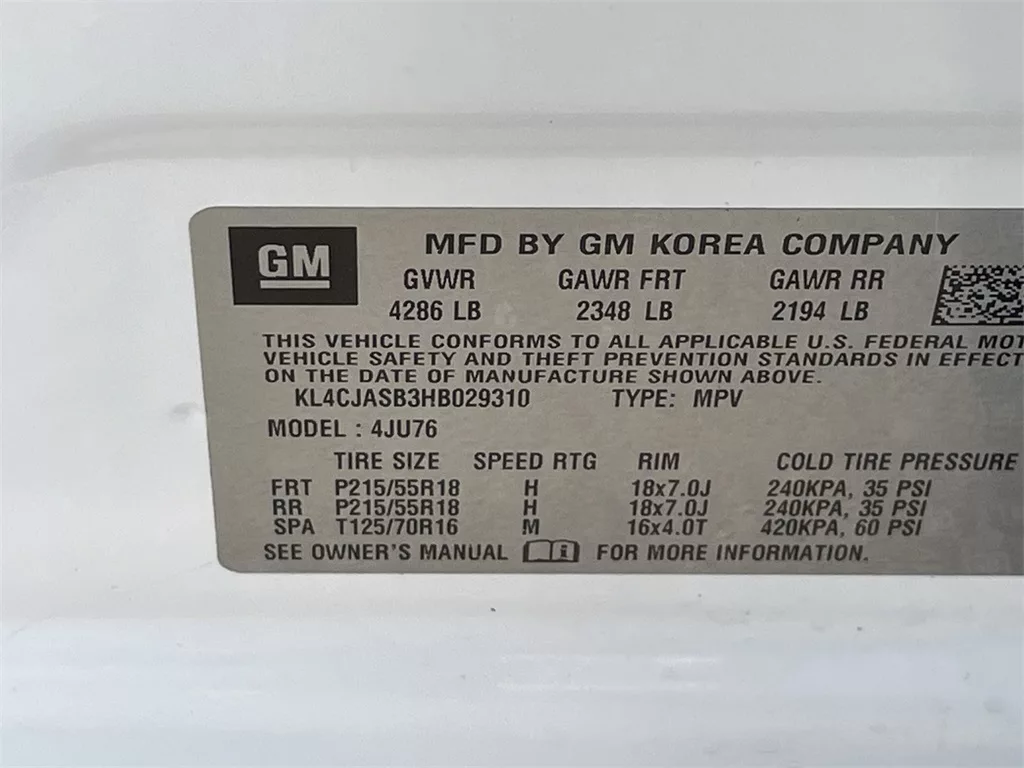 GM
MFD BY GM KOREA COMPANY
GVWR GAWR FRT GAWR RR
4286 LB 2348 LB 2194 LB
THIS VEHICLE CONFORMS TO ALL APPLICABLE U.S. FEDERAL MOT
VEHICLE SAFETY AND THEFT PREVENTION STANDARDS IN EFFECT
ON THE DATE OF MANUFACTURE SHOWN ABOVE.
KL4CJASB3HB029310 TYPE: MPV
MODEL : 4JU76
TIRE SIZE SPEED RTG RIM COLD TIRE PRESSURE
FRT P215/55R18 H 18x7.0J 240KPA, 35 PSI
RR P215/55R18 H 18x7.0J 240KPA, 35 PSI
SPA T125/70R16 M 16x4.0T 420KPA, 60 PSI
SEE OWNER'S MANUAL i FOR MORE INFORMATION.